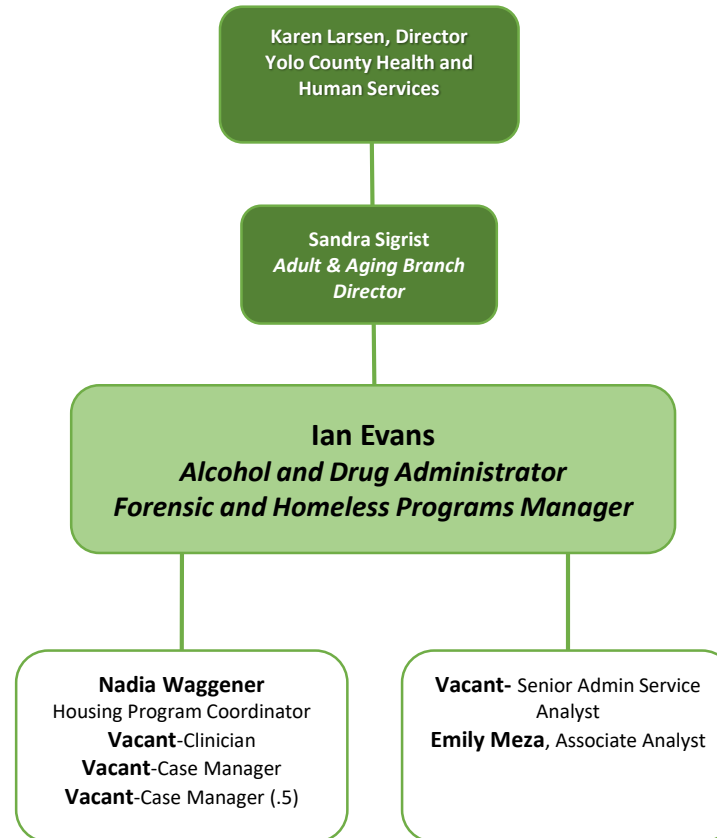 Karen Larsen, Director
Yolo County Health and
Human Services
Sandra Sigrist
Adult & Aging Branch
Director
Ian Evans
Alcohol and Drug Administrator
Forensic and Homeless Programs Manager
Nadia Waggener
Housing Program Coordinator
Vacant-Clinician
Vacant-Case Manager
Vacant-Case Manager (.5)
Vacant- Senior Admin Service
Analyst
Emily Meza, Associate Analyst